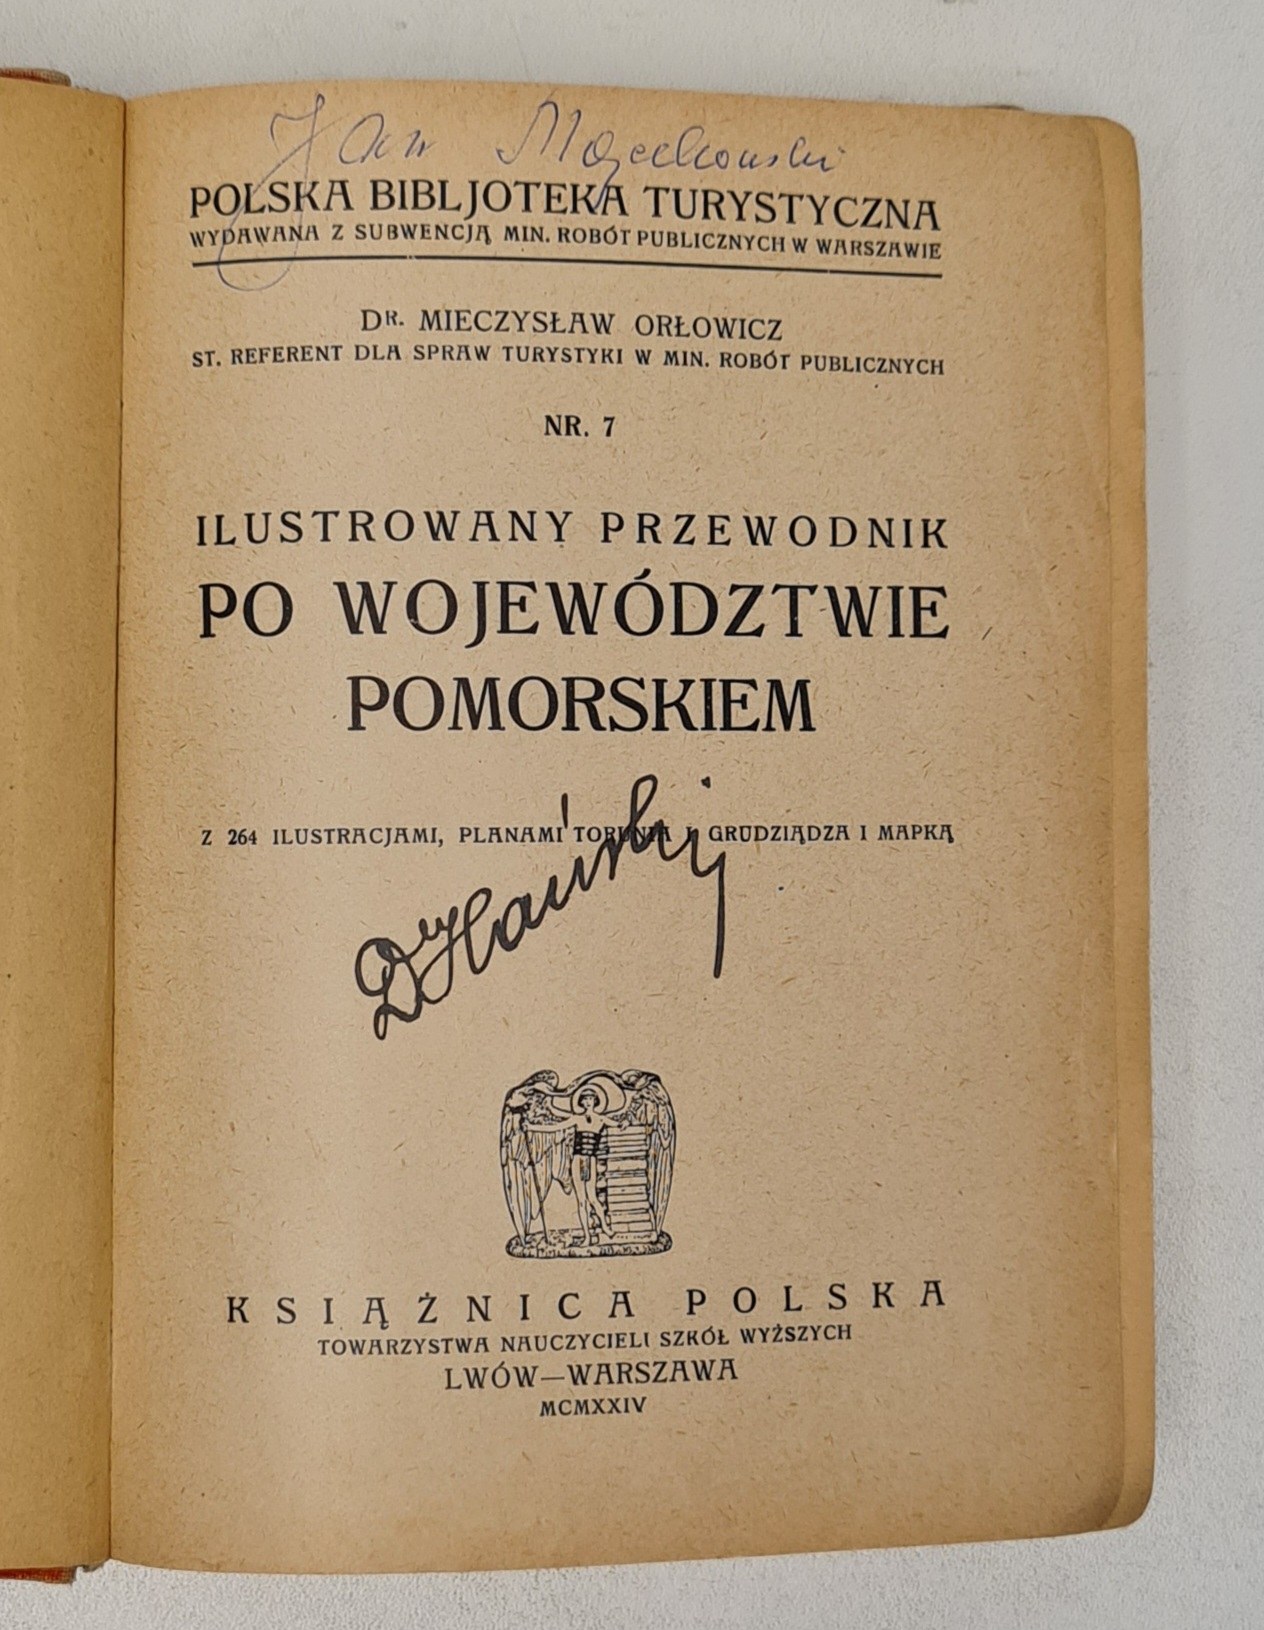 Jan
POLSKA BIBLJOTEKA TURYSTYCZNA
WYDAWANA Z SUBWENCJĄ MIN. ROBÓT PUBLICZNYCH W WARSZAWIE
DR. MIECZYSŁAW ORŁOWICZ
ST. REFERENT DLA SPRAW TURYSTYKI W MIN. ROBÓT PUBLICZNYCH
NR. 7
ILUSTROWANY PRZEWODNIK
PO WOJEWÓDZTWIE
POMORSKIEM
Z 264 ILUSTRACJAMI, PLANAMI TORUNIA I GRUDZIĄDZA I MAPKĄ
KSIĄŻNICA POLSKA
TOWARZYSTWA NAUCZYCIELI SZKÓŁ WYŻSZYCH
LWÓW—WARSZAWA
MCMXXIV